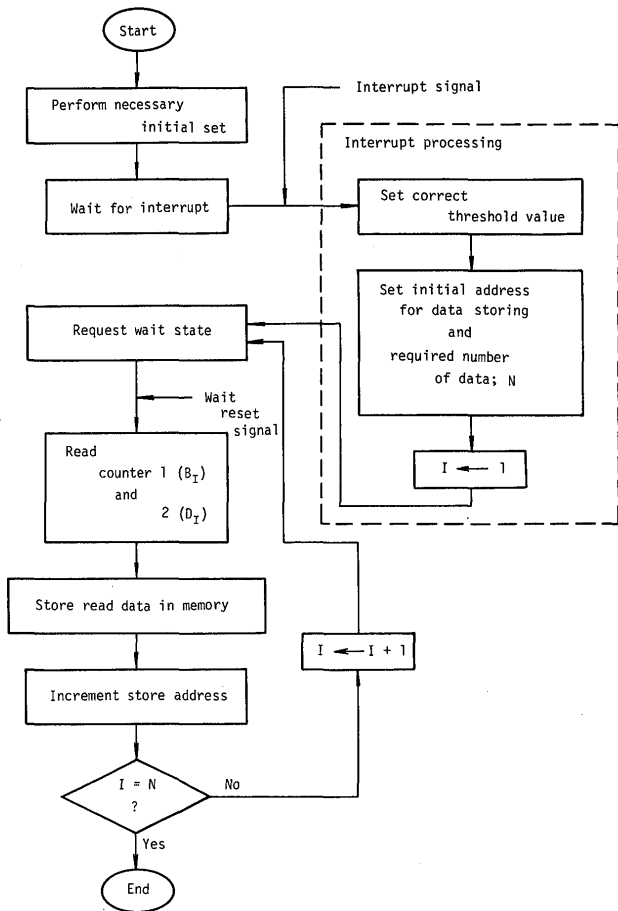 Start
Perform necessary
initial set
Wait for interrupt
Interrupt signal
Interrupt processing
Set correct
threshold value
Set initial address
for data storing
and
required number
of data; N
I ← 1
Request wait state
Wait
reset
signal
Read
counter 1 (B_I)
and
2 (D_I)
Store read data in memory
Increment store address
I ← I + 1
I = N
?
No
Yes
End